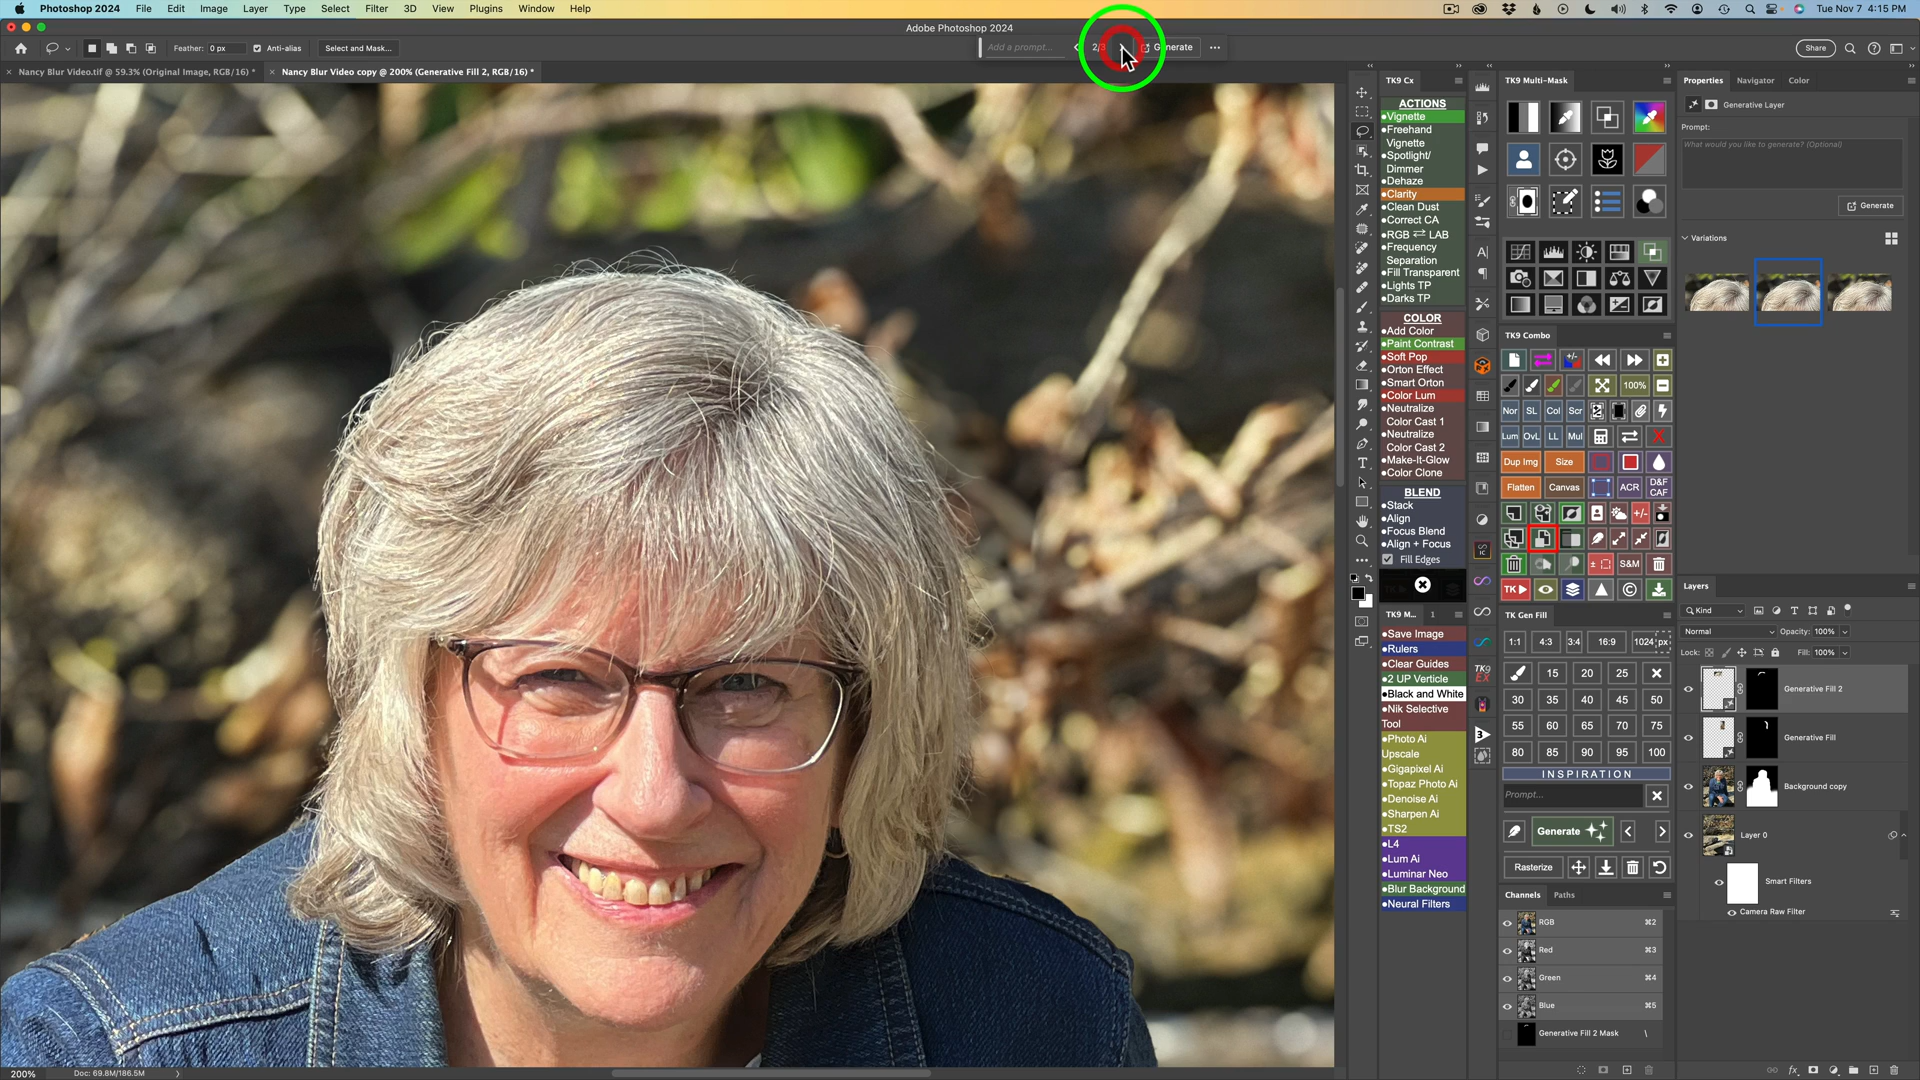 Photoshop 2024 File Edit Image Layer Type Select Filter 3D View Plugins Window Help Tue Nov 7 4:15 PM
Adobe Photoshop 2024
Feather: 0 px Anti-alias Select and Mask... Add a prompt... 2/3 Generate Share
Nancy Blur Video.tif @ 59.3% (Original Image, RGB/16) * Nancy Blur Video copy @ 200% (Generative Fill 2, RGB/16) *
TK9 Cx
ACTIONS
Vignette
Freehand
Vignette
Spotlight/
Dimmer
Dehaze
Clarity
Clean Dust
Correct CA
RGB ⇄ LAB
Frequency
Separation
Fill Transparent
Lights TP
Darks TP
COLOR
Add Color
Paint Contrast
Soft Pop
Orton Effect
Smart Orton
Color Lum
Neutralize
Color Cast 1
Neutralize
Color Cast 2
Make-It-Glow
Color Clone
BLEND
Stack
Align
Focus Blend
Align + Focus
Fill Edges
TK9 M... 1
Save Image
Rulers
Clear Guides
2 UP Verticle
Black and White
Nik Selective
Tool
Photo Ai
Upscale
Gigapixel Ai
Topaz Photo Ai
Denoise Ai
Sharpen Ai
TS2
L4
Lum Ai
Luminar Neo
Blur Background
Neural Filters
TK9 Multi-Mask
TK9 Combo
100%
Nor SL Col Scr
Lum OvL LL Mul
Dup Img Size
Flatten Canvas ACR D&F CAF
+/-
S&M
TK
TK Gen Fill
1:1 4:3 3:4 16:9 1024 px
15 20 25
30 35 40 45 50
55 60 65 70 75
80 85 90 95 100
INSPIRATION
Prompt...
Generate
Rasterize
Channels Paths
RGB ⌘2
Red ⌘3
Green ⌘4
Blue ⌘5
Generative Fill 2 Mask \
Properties Navigator Color
Generative Layer
Prompt:
What would you like to generate? (Optional)
Generate
Variations
Layers
Kind
Normal Opacity: 100%
Lock: Fill: 100%
Generative Fill 2
Generative Fill
Background copy
Layer 0
Smart Filters
Camera Raw Filter
200% Doc: 69.8M/186.5M